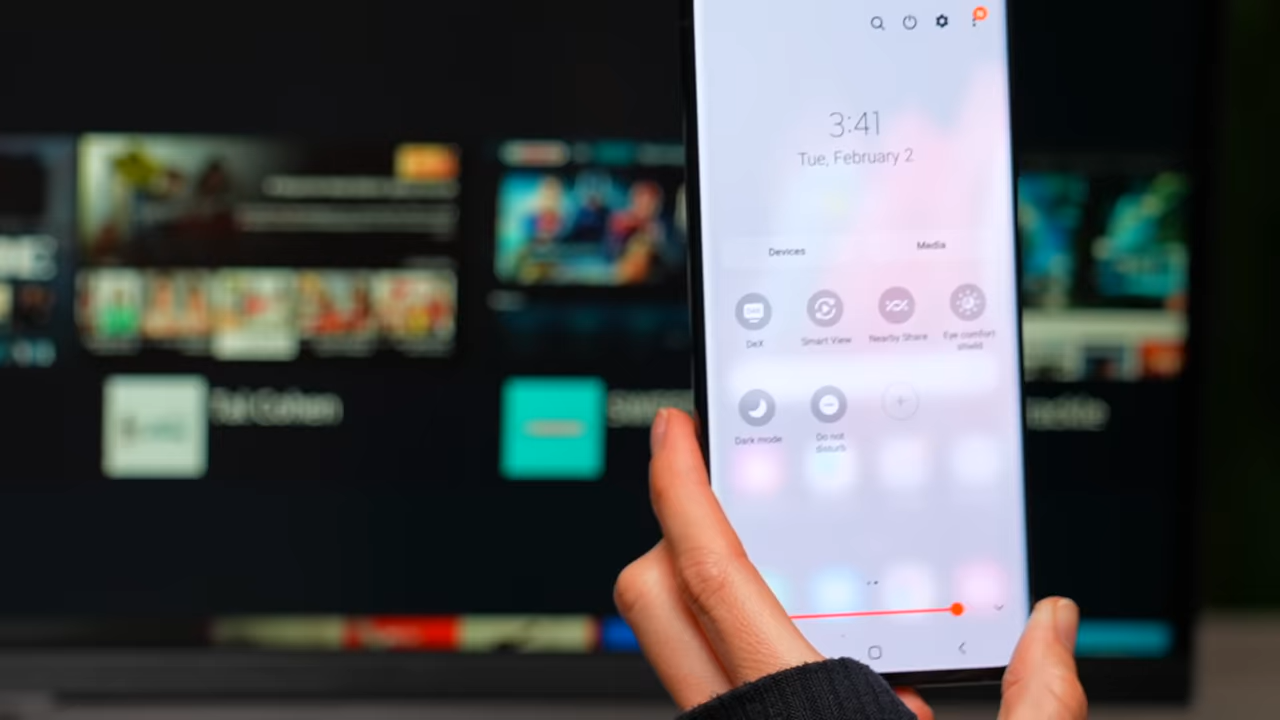 3:41
Tue, February 2
Devices
Media
DeX
Smart View
Nearby Share
Eye comfort
shield
Dark mode
Do not
disturb